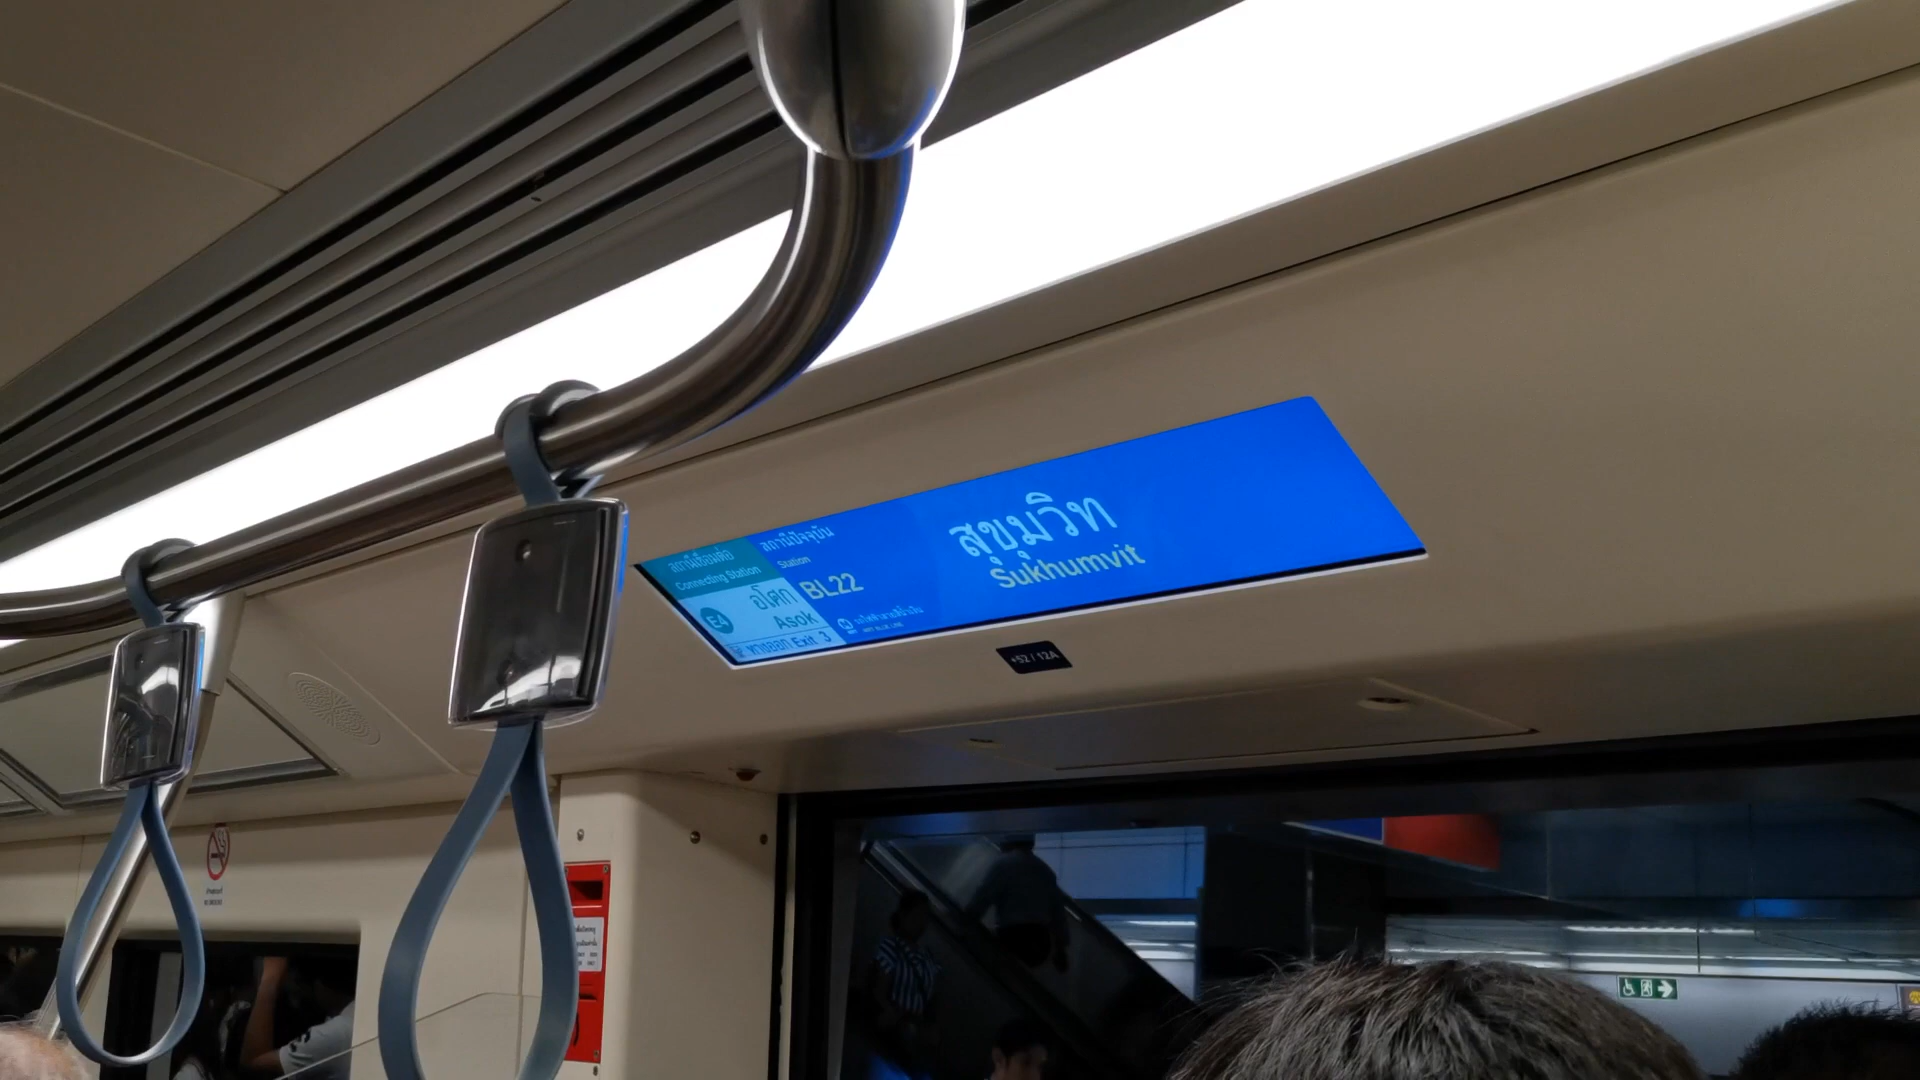 สถานีเชื่อมต่อ
Connecting Station
E4
อโศก
Asok
ทางออก Exit 3
สถานีปัจจุบัน
Station
BL22
สุขุมวิท
Sukhumvit
+52 / 12A